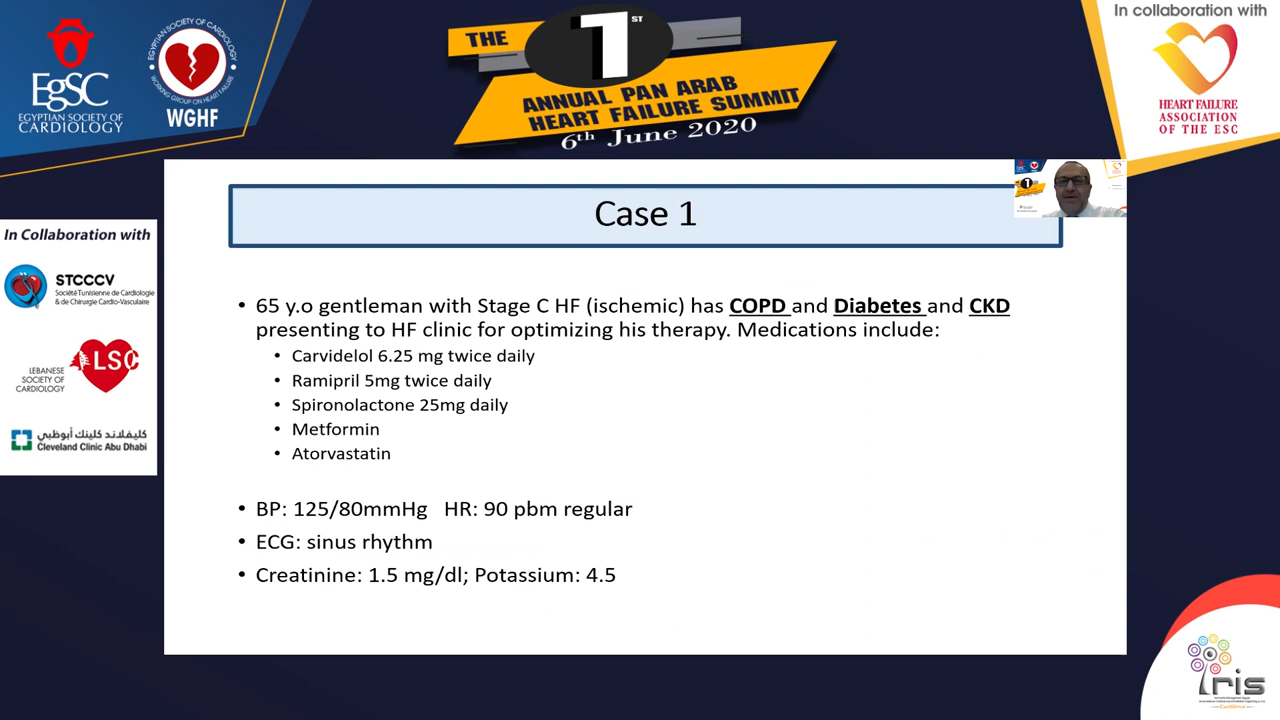 EgSC
EGYPTIAN SOCIETY OF
CARDIOLOGY
EGYPTIAN SOCIETY OF CARDIOLOGY
WORKING GROUP ON HEART FAILURE
WGHF
THE 1ST
ANNUAL PAN ARAB
HEART FAILURE SUMMIT
6th June 2020
In collaboration with
HEART FAILURE
ASSOCIATION
OF THE ESC
In Collaboration with
STCCCV
Société Tunisienne de Cardiologie
& de Chirurgie Cardio-Vasculaire
LSC
LEBANESE
SOCIETY OF
CARDIOLOGY
كليفلاند كلينك أبوظبي
Cleveland Clinic Abu Dhabi
Case 1
• 65 y.o gentleman with Stage C HF (ischemic) has COPD and Diabetes and CKD
presenting to HF clinic for optimizing his therapy. Medications include:
• Carvidelol 6.25 mg twice daily
• Ramipril 5mg twice daily
• Spironolactone 25mg daily
• Metformin
• Atorvastatin
• BP: 125/80mmHg HR: 90 pbm regular
• ECG: sinus rhythm
• Creatinine: 1.5 mg/dl; Potassium: 4.5
Iris